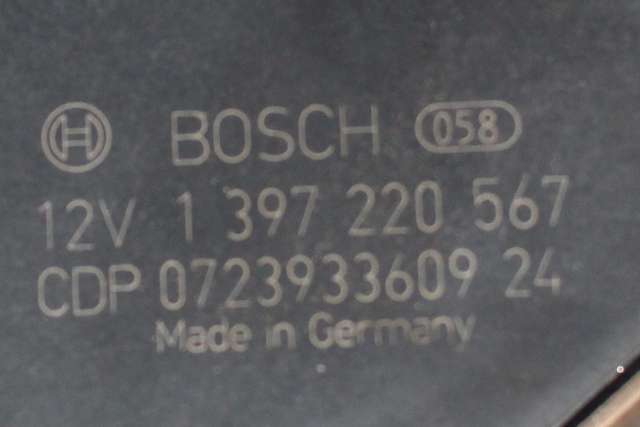 BOSCH 058
12V 1 397 220 567
CDP 0723933609 24
Made in Germany